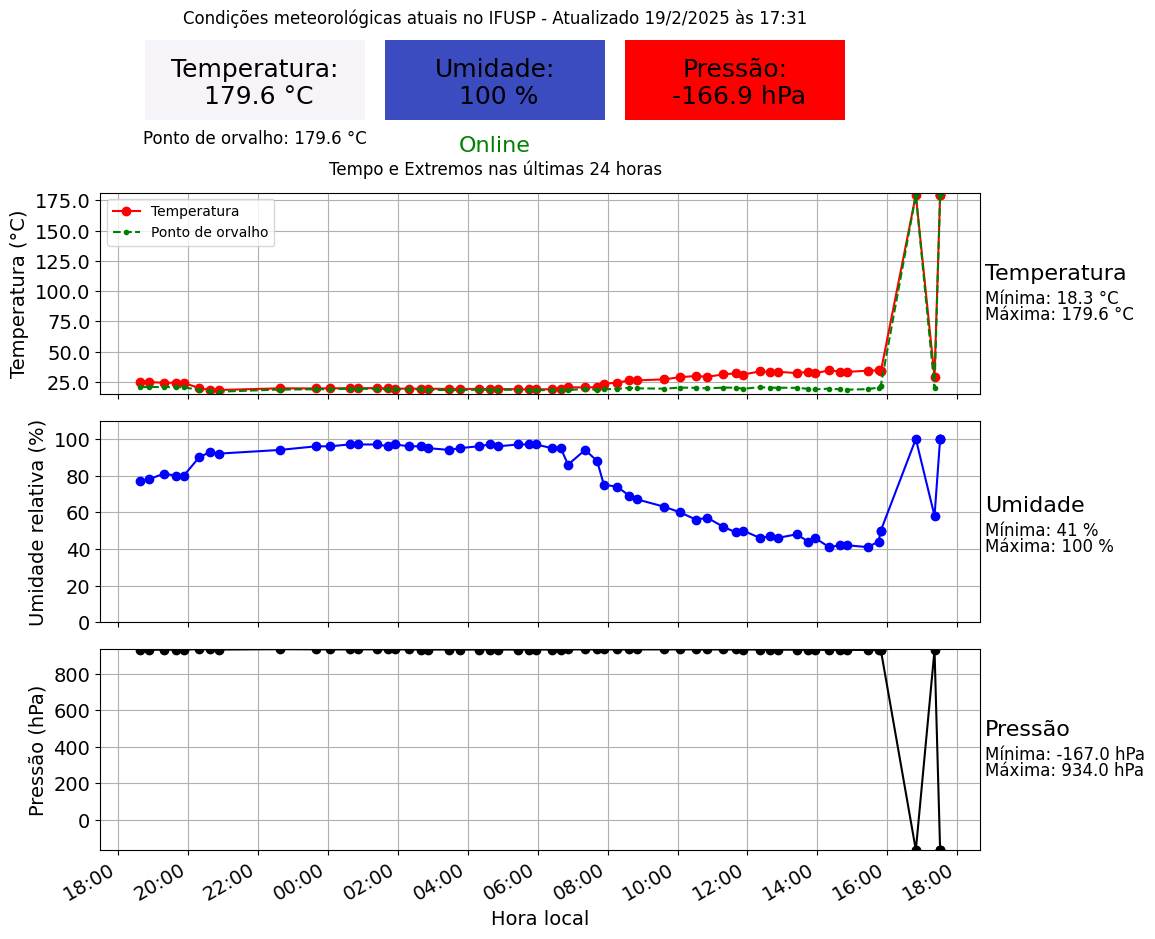 Condições meteorológicas atuais no IFUSP - Atualizado 19/2/2025 às 17:31
Temperatura:
179.6 °C
Umidade:
100 %
Pressão:
-166.9 hPa
Ponto de orvalho: 179.6 °C
Online
Tempo e Extremos nas últimas 24 horas
Temperatura (°C)
175.0
150.0
125.0
100.0
75.0
50.0
25.0
Temperatura
Ponto de orvalho
Temperatura
Mínima: 18.3 °C
Máxima: 179.6 °C
Umidade relativa (%)
100
80
60
40
20
0
Umidade
Mínima: 41 %
Máxima: 100 %
Pressão (hPa)
800
600
400
200
0
Pressão
Mínima: -167.0 hPa
Máxima: 934.0 hPa
18:00 20:00 22:00 00:00 02:00 04:00 06:00 08:00 10:00 12:00 14:00 16:00 18:00
Hora local